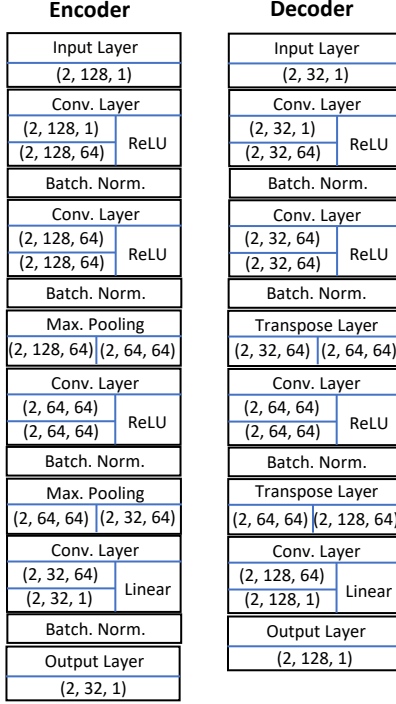 Encoder
Input Layer
(2, 128, 1)
Conv. Layer
(2, 128, 1)
(2, 128, 64)
ReLU
Batch. Norm.
Conv. Layer
(2, 128, 64)
(2, 128, 64)
ReLU
Batch. Norm.
Max. Pooling
(2, 128, 64) (2, 64, 64)
Conv. Layer
(2, 64, 64)
(2, 64, 64)
ReLU
Batch. Norm.
Max. Pooling
(2, 64, 64) (2, 32, 64)
Conv. Layer
(2, 32, 64)
(2, 32, 1)
Linear
Batch. Norm.
Output Layer
(2, 32, 1)
Decoder
Input Layer
(2, 32, 1)
Conv. Layer
(2, 32, 1)
(2, 32, 64)
ReLU
Batch. Norm.
Conv. Layer
(2, 32, 64)
(2, 32, 64)
ReLU
Batch. Norm.
Transpose Layer
(2, 32, 64) (2, 64, 64)
Conv. Layer
(2, 64, 64)
(2, 64, 64)
ReLU
Batch. Norm.
Transpose Layer
(2, 64, 64) (2, 128, 64)
Conv. Layer
(2, 128, 64)
(2, 128, 1)
Linear
Output Layer
(2, 128, 1)